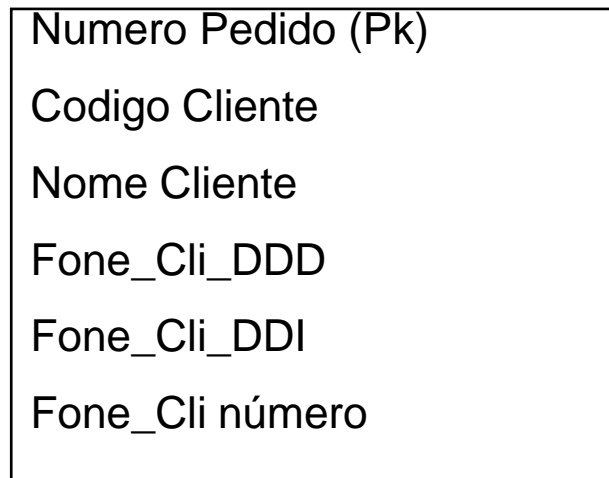 Numero Pedido (Pk)
Codigo Cliente
Nome Cliente
Fone_Cli_DDD
Fone_Cli_DDI
Fone_Cli número